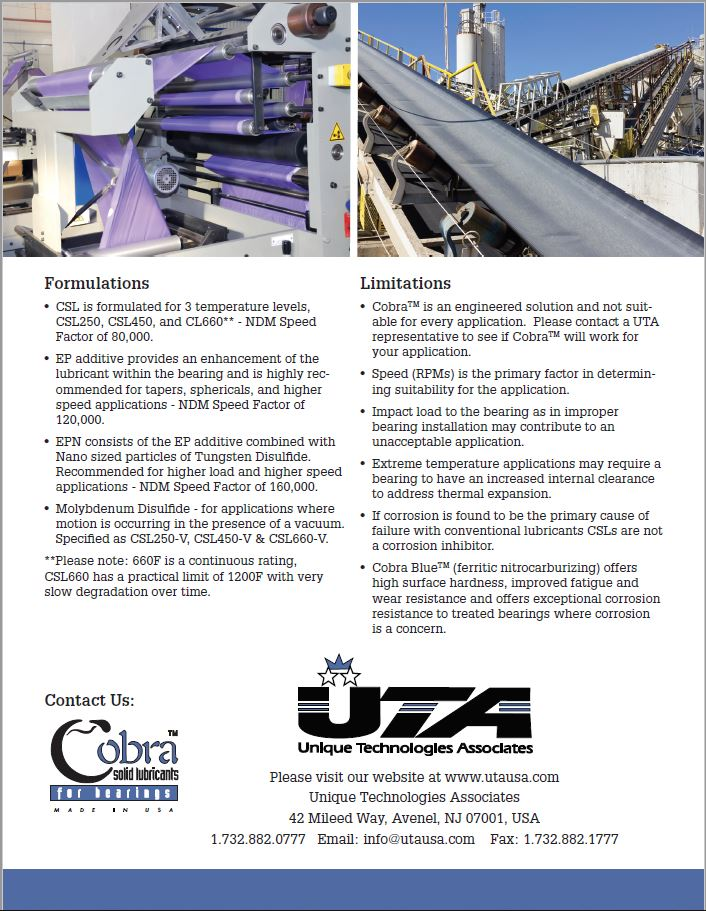 Formulations
• CSL is formulated for 3 temperature levels,
CSL250, CSL450, and CL660** - NDM Speed
Factor of 80,000.
• EP additive provides an enhancement of the
lubricant within the bearing and is highly rec-
ommended for tapers, sphericals, and higher
speed applications - NDM Speed Factor of
120,000.
• EPN consists of the EP additive combined with
Nano sized particles of Tungsten Disulfide.
Recommended for higher load and higher speed
applications - NDM Speed Factor of 160,000.
• Molybdenum Disulfide - for applications where
motion is occurring in the presence of a vacuum.
Specified as CSL250-V, CSL450-V & CSL660-V.
**Please note: 660F is a continuous rating,
CSL660 has a practical limit of 1200F with very
slow degradation over time.
Limitations
• Cobra™ is an engineered solution and not suit-
able for every application.  Please contact a UTA
representative to see if Cobra™ will work for
your application.
• Speed (RPMs) is the primary factor in determin-
ing suitability for the application.
• Impact load to the bearing as in improper
bearing installation may contribute to an
unacceptable application.
• Extreme temperature applications may require a
bearing to have an increased internal clearance
to address thermal expansion.
• If corrosion is found to be the primary cause of
failure with conventional lubricants CSLs are not
a corrosion inhibitor.
• Cobra Blue™ (ferritic nitrocarburizing) offers
high surface hardness, improved fatigue and
wear resistance and offers exceptional corrosion
resistance to treated bearings where corrosion
is a concern.
Contact Us:
Cobra™
solid lubricants
for bearings
MADE IN USA
UTA
Unique Technologies Associates
Please visit our website at www.utausa.com
Unique Technologies Associates
42 Mileed Way, Avenel, NJ 07001, USA
1.732.882.0777   Email: info@utausa.com    Fax: 1.732.882.1777